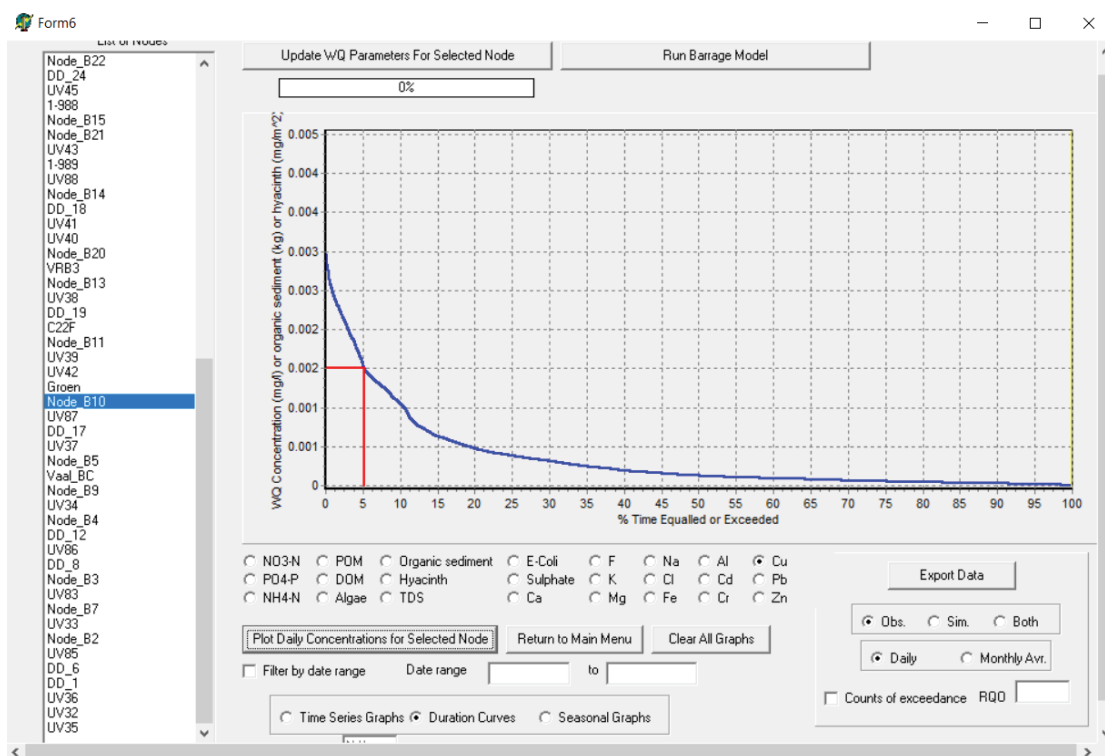 Form6
List of Nodes
Node_B22
DD_24
UV45
1-988
Node_B15
Node_B21
UV43
1-989
UV88
Node_B14
DD_18
UV41
UV40
Node_B20
VRB3
Node_B13
UV38
DD_19
C22F
Node_B11
UV39
UV42
Groen
Node_B10
UV87
DD_17
UV37
Node_B5
Vaal_BC
Node_B9
UV34
Node_B4
DD_12
UV86
DD_8
Node_B3
UV83
Node_B7
UV33
Node_B2
UV85
DD_6
DD_1
UV36
UV32
UV35
Update WQ Parameters For Selected Node
Run Barrage Model
0%
WQ Concentration (mg/l) or organic sediment (kg) or hyacinth (mg/m^2)
0.005
0.004
0.004
0.003
0.003
0.002
0.002
0.001
0.001
0
0 5 10 15 20 25 30 35 40 45 50 55 60 65 70 75 80 85 90 95 100
% Time Equalled or Exceeded
NO3-N POM Organic sediment E-Coli F Na Al Cu
PO4-P DOM Hyacinth Sulphate K Cl Cd Pb
NH4-N Algae TDS Ca Mg Fe Cr Zn
Plot Daily Concentrations for Selected Node
Return to Main Menu
Clear All Graphs
Filter by date range
Date range
to
Time Series Graphs Duration Curves Seasonal Graphs
Export Data
Obs. Sim. Both
Daily Monthly Avr.
Counts of exceedance RQO